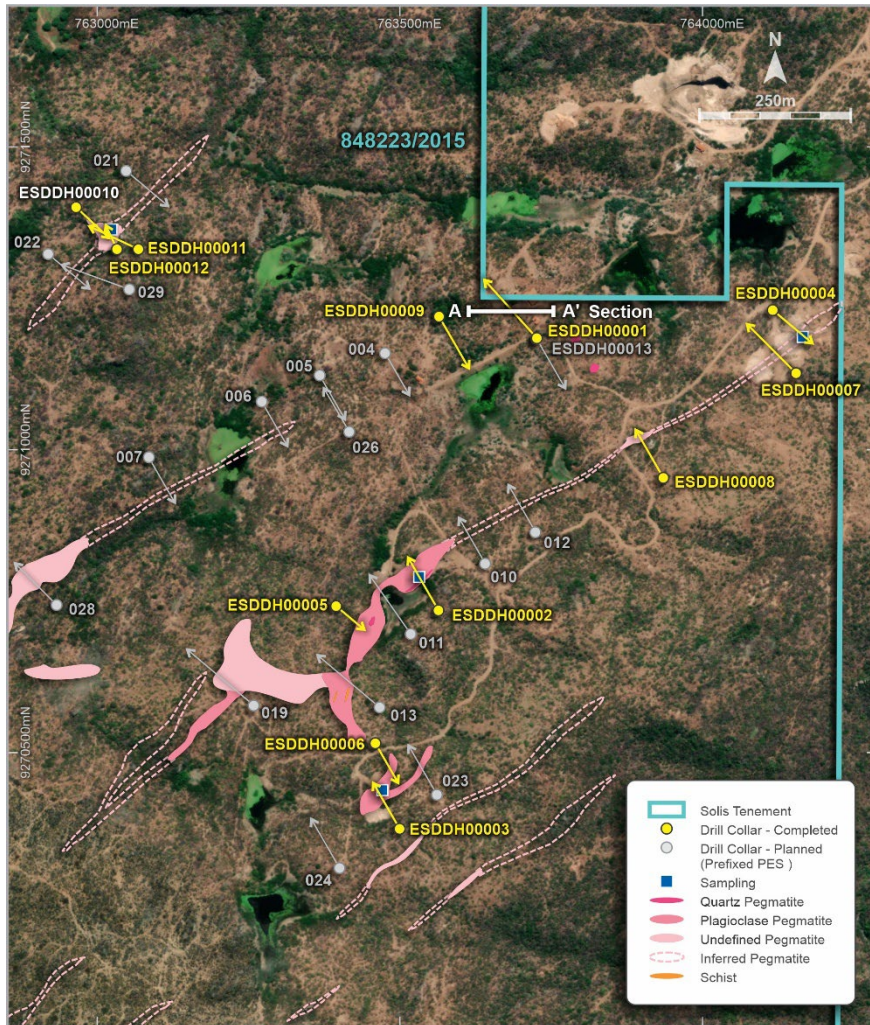 763000mE
763500mE
764000mE
N
250m
9271500mN
848223/2015
021
ESDDH00010
ESDDH00011
022
ESDDH00012
029
ESDDH00004
A
A' Section
ESDDH00009
ESDDH00001
ESDDH00013
004
005
ESDDH00007
006
026
9271000mN
007
ESDDH00008
012
010
028
ESDDH00005
ESDDH00002
011
019
013
ESDDH00006
9270500mN
023
ESDDH00003
024
Solis Tenement
Drill Collar - Completed
Drill Collar - Planned
(Prefixed PES )
Sampling
Quartz Pegmatite
Plagioclase Pegmatite
Undefined Pegmatite
Inferred Pegmatite
Schist